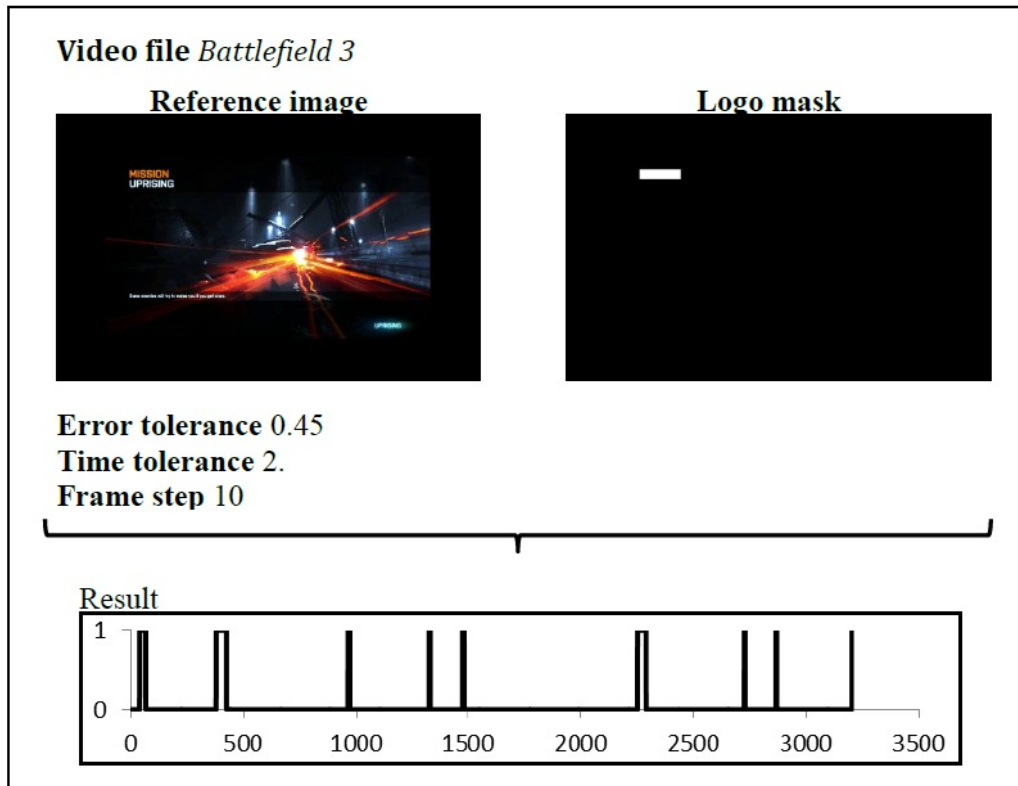 Video file Battlefield 3
Reference image
Logo mask
MISSION
UPRISING
UPRISING
Error tolerance 0.45
Time tolerance 2.
Frame step 10
Result
1
0
0 500 1000 1500 2000 2500 3000 3500